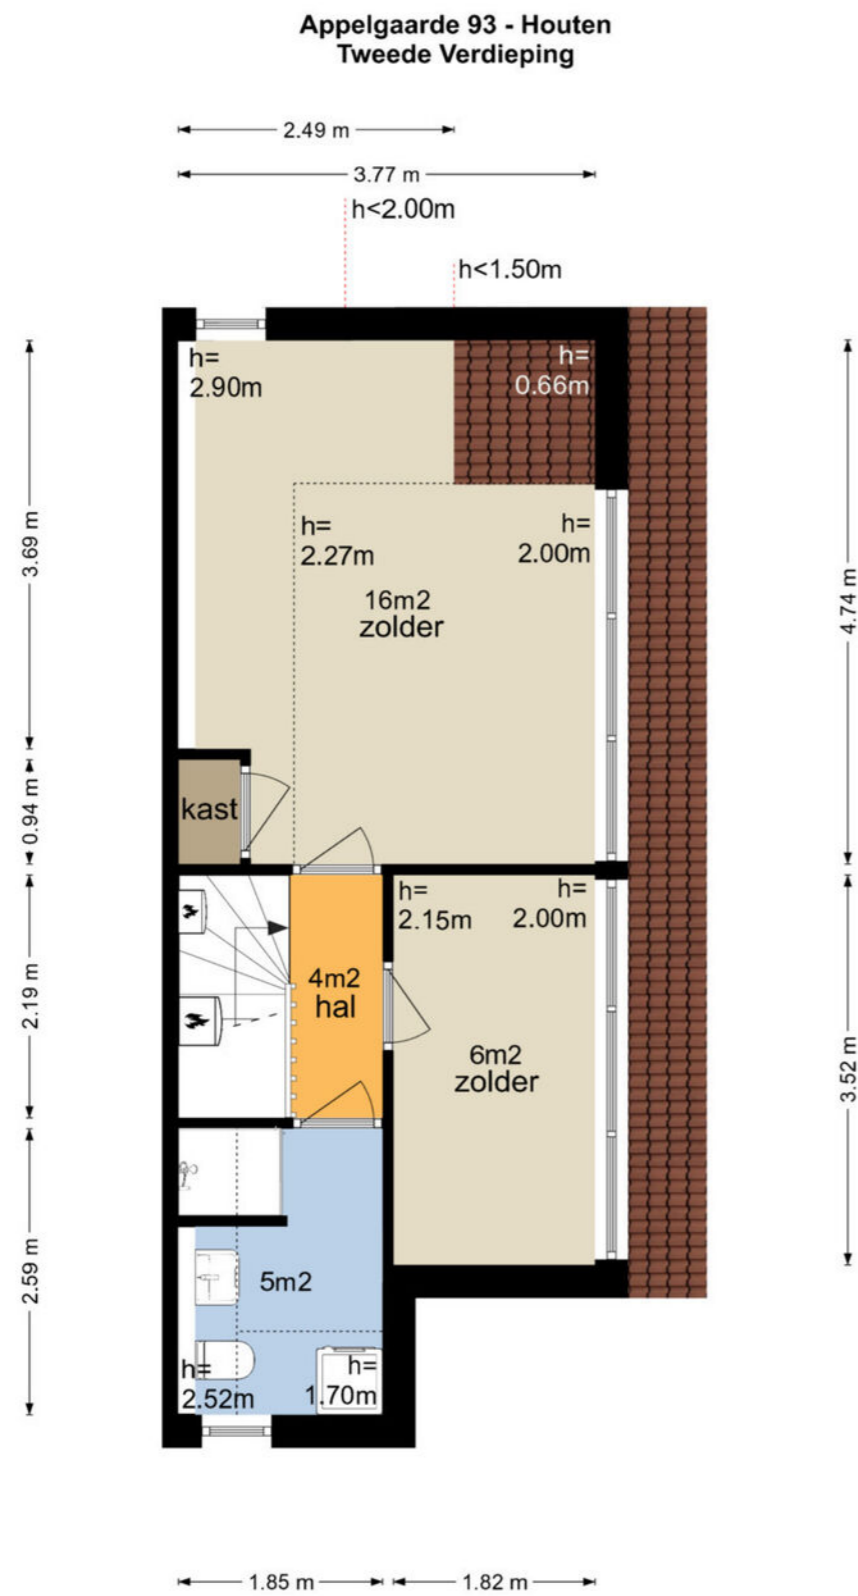 Appelgaarde 93 - Houten
Tweede Verdieping
2.49 m
3.77 m
h<2.00m
h<1.50m
h=
2.90m
h=
0.66m
3.69 m
h=
2.27m
h=
2.00m
4.74 m
16m2
zolder
0.94 m
kast
h=
2.15m
h=
2.00m
2.19 m
4m2
hal
6m2
zolder
3.52 m
2.59 m
5m2
h=
2.52m
h=
1.70m
1.85 m
1.82 m